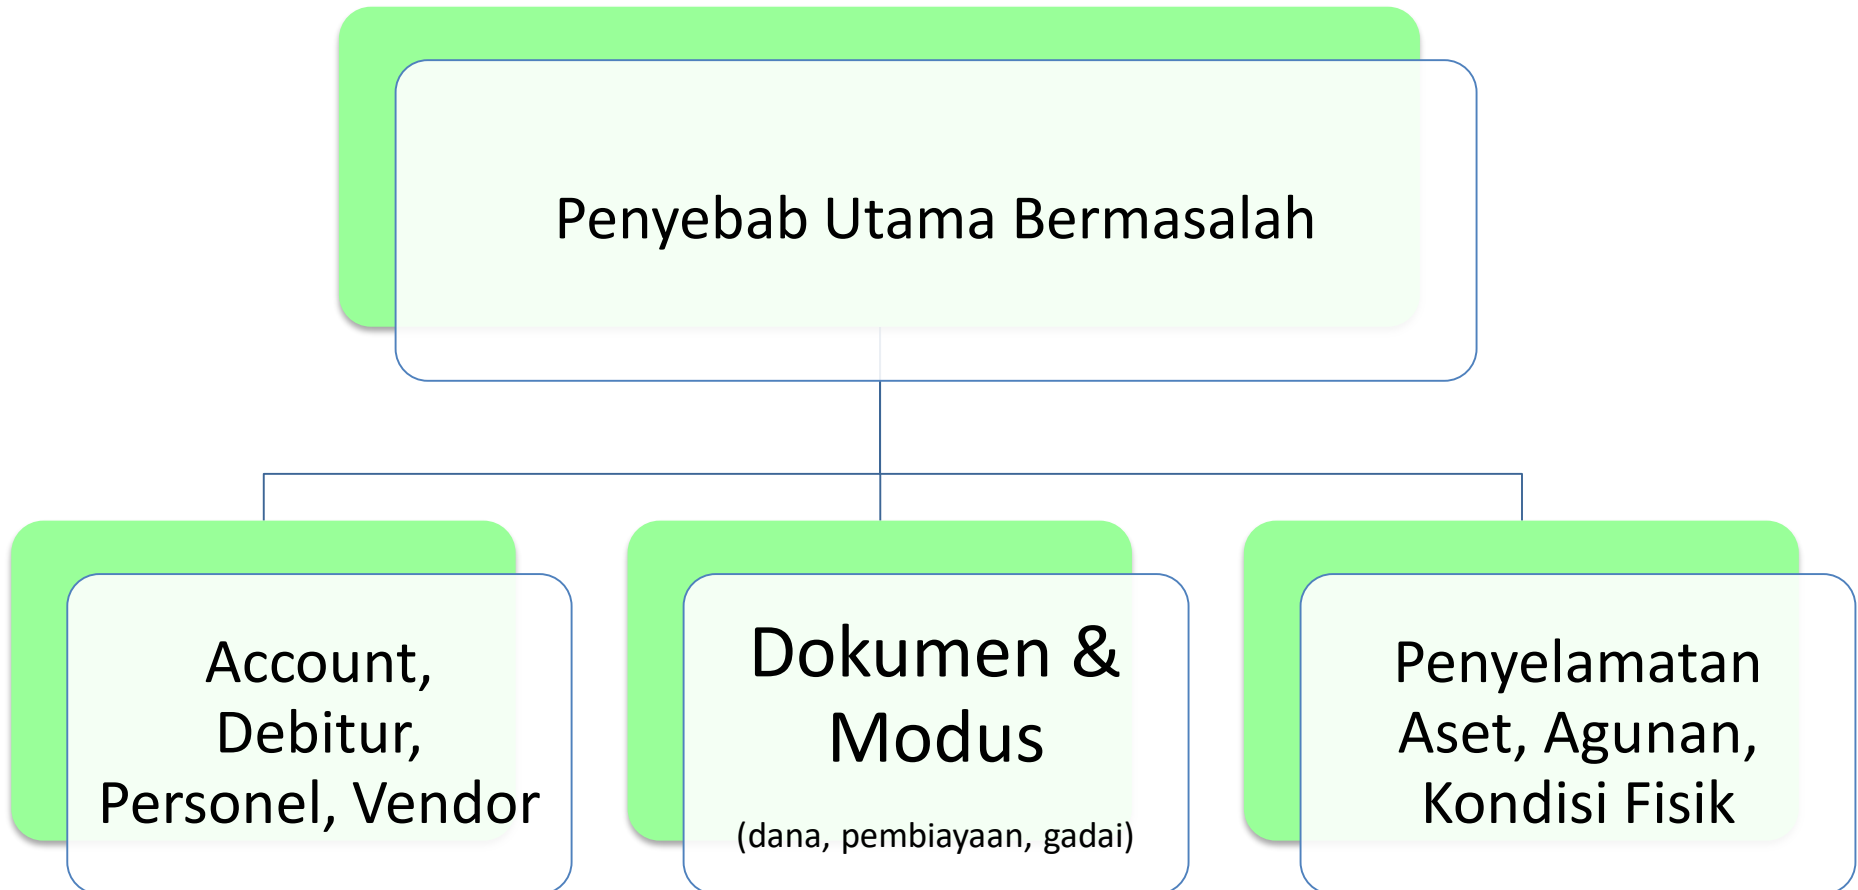 Penyebab Utama Bermasalah
Account,
Debitur,
Personel, Vendor
Dokumen &
Modus
(dana, pembiayaan, gadai)
Penyelamatan
Aset, Agunan,
Kondisi Fisik